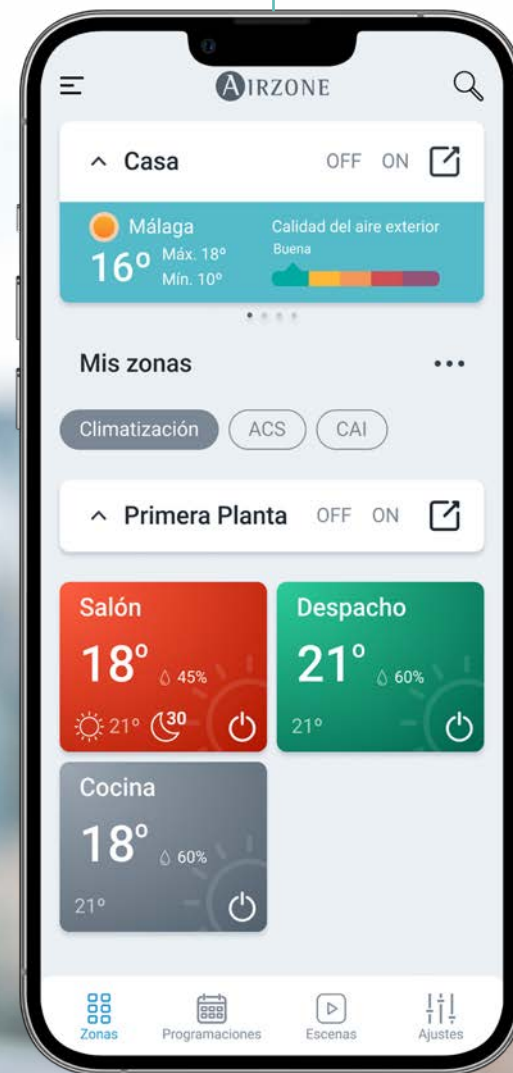 AIRZONE
Casa OFF ON
Málaga
16º Máx. 18º
Mín. 10º
Calidad del aire exterior
Buena
Mis zonas
Climatización ACS CAI
Primera Planta OFF ON
Salón
18º 45%
21º 30
Despacho
21º 60%
21º
Cocina
18º 60%
21º
Zonas Programaciones Escenas Ajustes